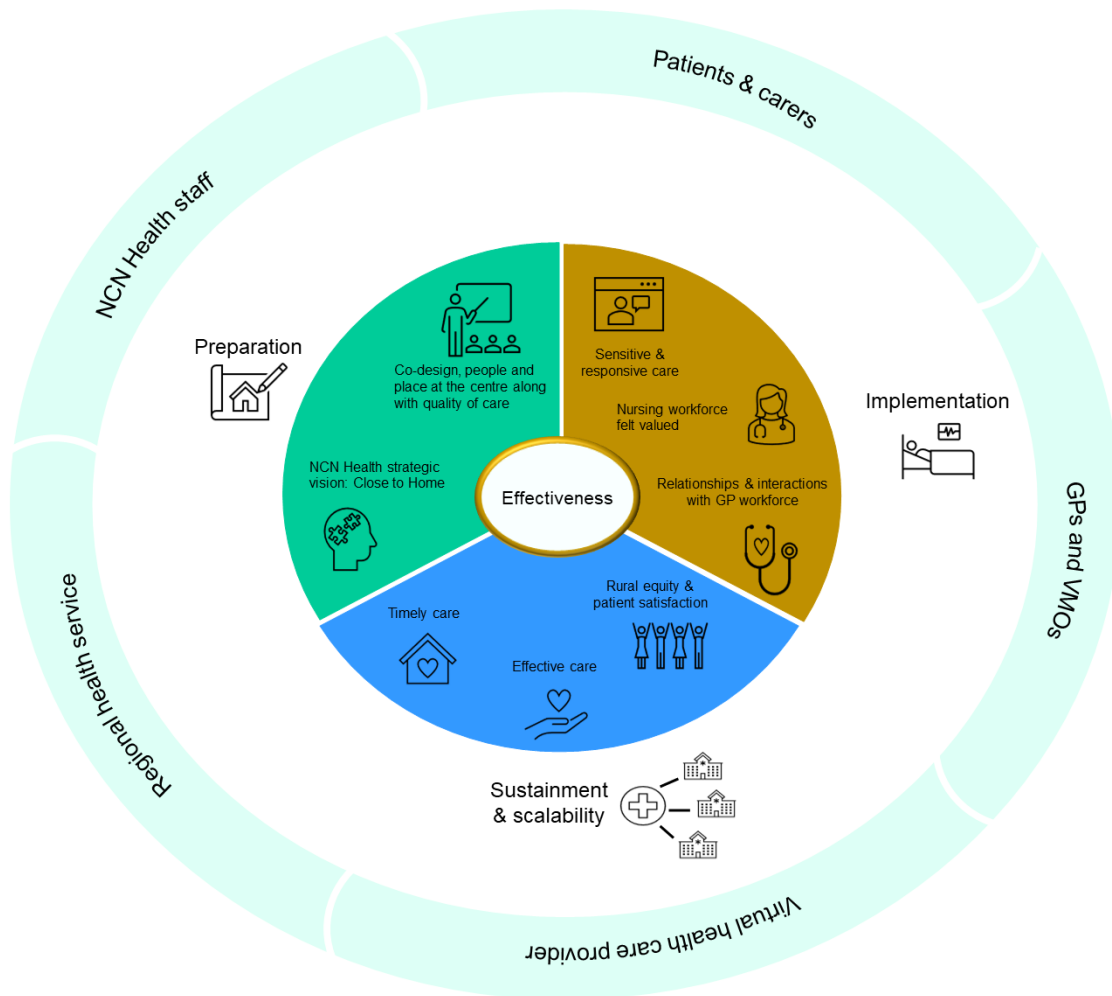 Patients & carers
NCN Health staff
GPs and VMOs
Regional health service
Virtual health care provider
Preparation
Co-design, people and
place at the centre along
with quality of care
NCN Health strategic
vision: Close to Home
Sensitive &
responsive care
Nursing workforce
felt valued
Relationships & interactions
with GP workforce
Implementation
Effectiveness
Timely care
Effective care
Rural equity &
patient satisfaction
Sustainment
& scalability